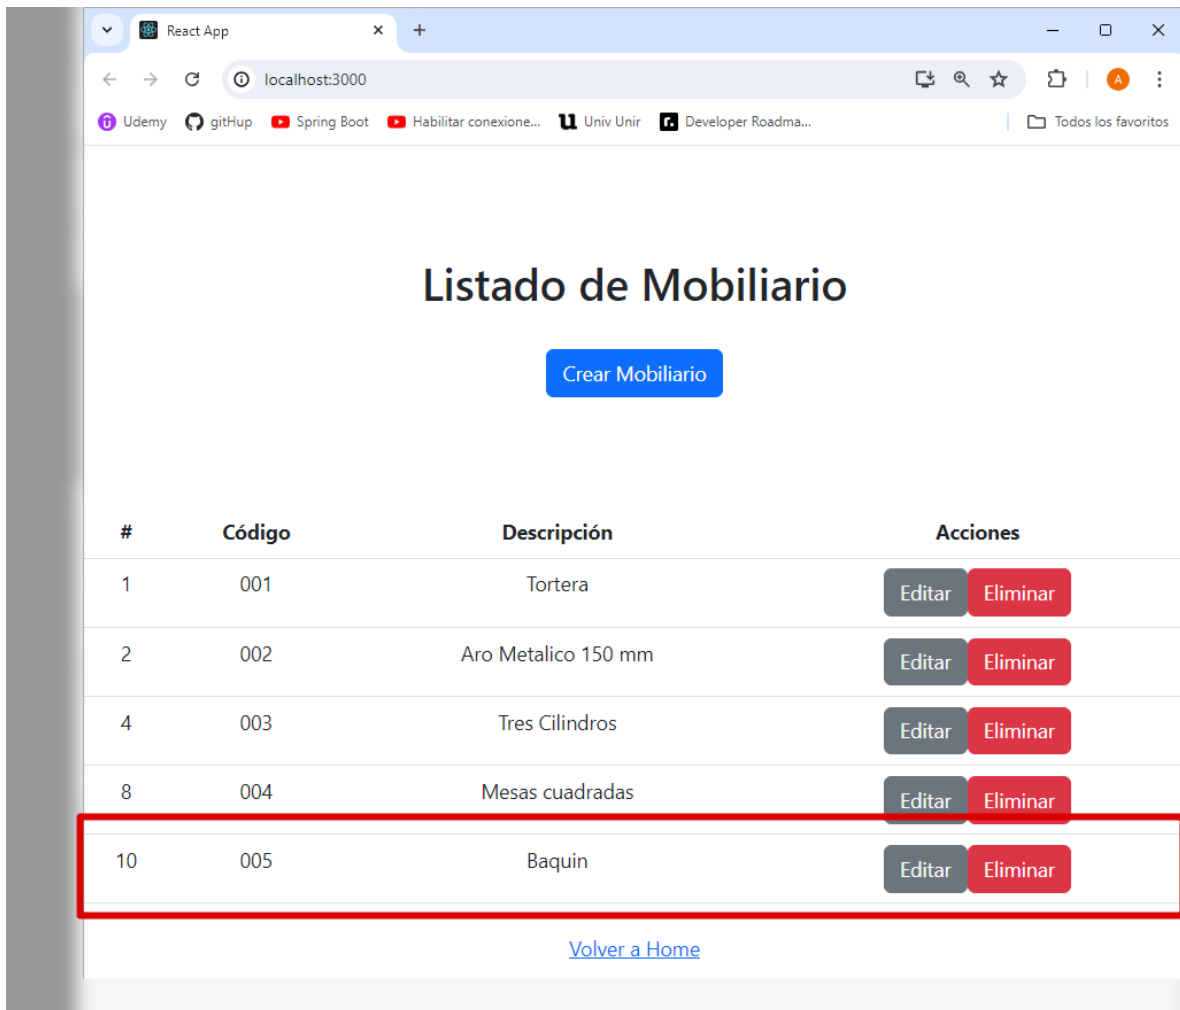 React App
localhost:3000
A
Udemy gitHup Spring Boot Habilitar conexione... Univ Unir Developer Roadma... Todos los favoritos
Listado de Mobiliario
Crear Mobiliario
# Código Descripción Acciones
1 001 Tortera Editar Eliminar
2 002 Aro Metalico 150 mm Editar Eliminar
4 003 Tres Cilindros Editar Eliminar
8 004 Mesas cuadradas Editar Eliminar
10 005 Baquin Editar Eliminar
Volver a Home